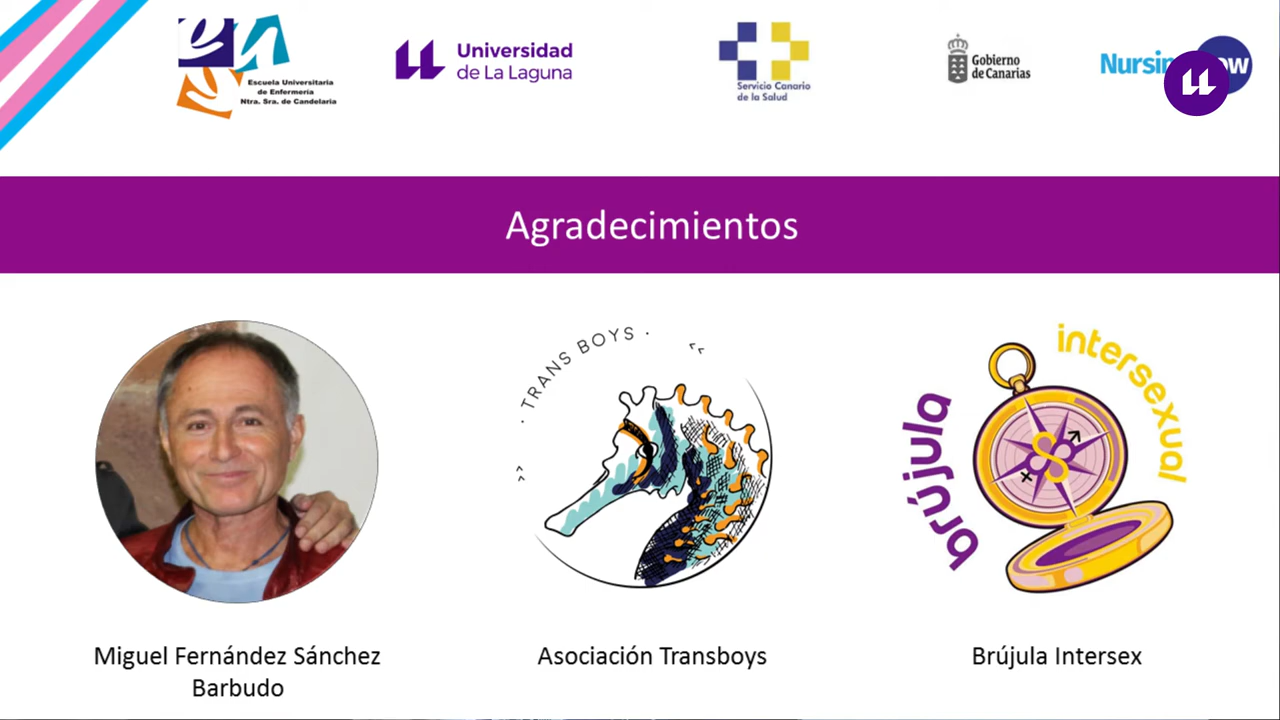 Escuela Universitaria
de Enfermería
Ntra. Sra. de Candelaria
Universidad
de La Laguna
Servicio Canario
de la Salud
Gobierno
de Canarias
Agradecimientos
· TRANS BOYS ·
brújula
intersexual
Miguel Fernández Sánchez
Barbudo
Asociación Transboys
Brújula Intersex